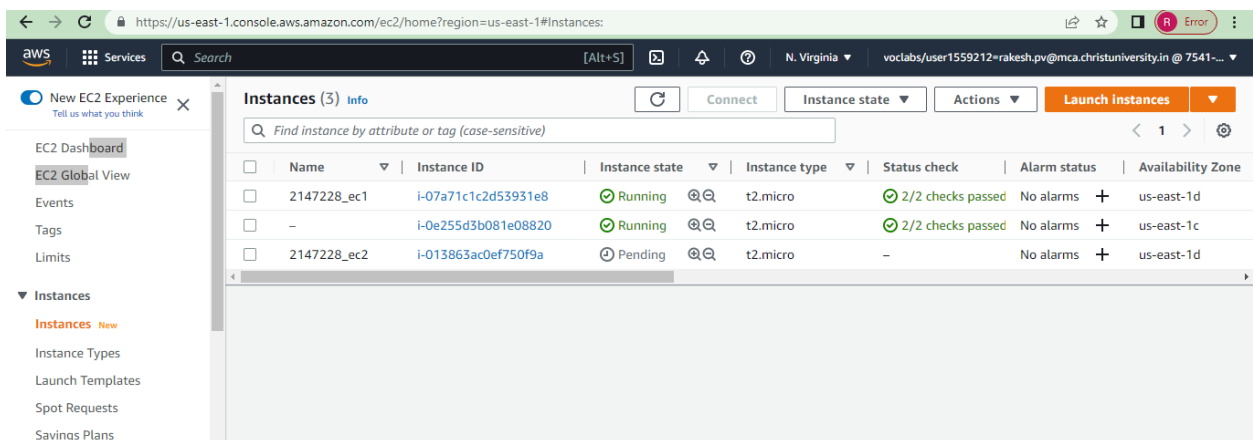 https://us-east-1.console.aws.amazon.com/ec2/home?region=us-east-1#Instances:
R Error
aws Services Search [Alt+S] N. Virginia ▼ voclabs/user1559212=rakesh.pv@mca.christuniversity.in @ 7541-... ▼
New EC2 Experience
Tell us what you think
EC2 Dashboard
EC2 Global View
Events
Tags
Limits
Instances
Instances New
Instance Types
Launch Templates
Spot Requests
Savings Plans
Instances (3) Info Connect Instance state ▼ Actions ▼ Launch instances ▼
Find instance by attribute or tag (case-sensitive) < 1 >
Name Instance ID Instance state Instance type Status check Alarm status Availability Zone
2147228_ec1 i-07a71c1c2d53931e8 Running t2.micro 2/2 checks passed No alarms + us-east-1d
– i-0e255d3b081e08820 Running t2.micro 2/2 checks passed No alarms + us-east-1c
2147228_ec2 i-013863ac0ef750f9a Pending t2.micro – No alarms + us-east-1d